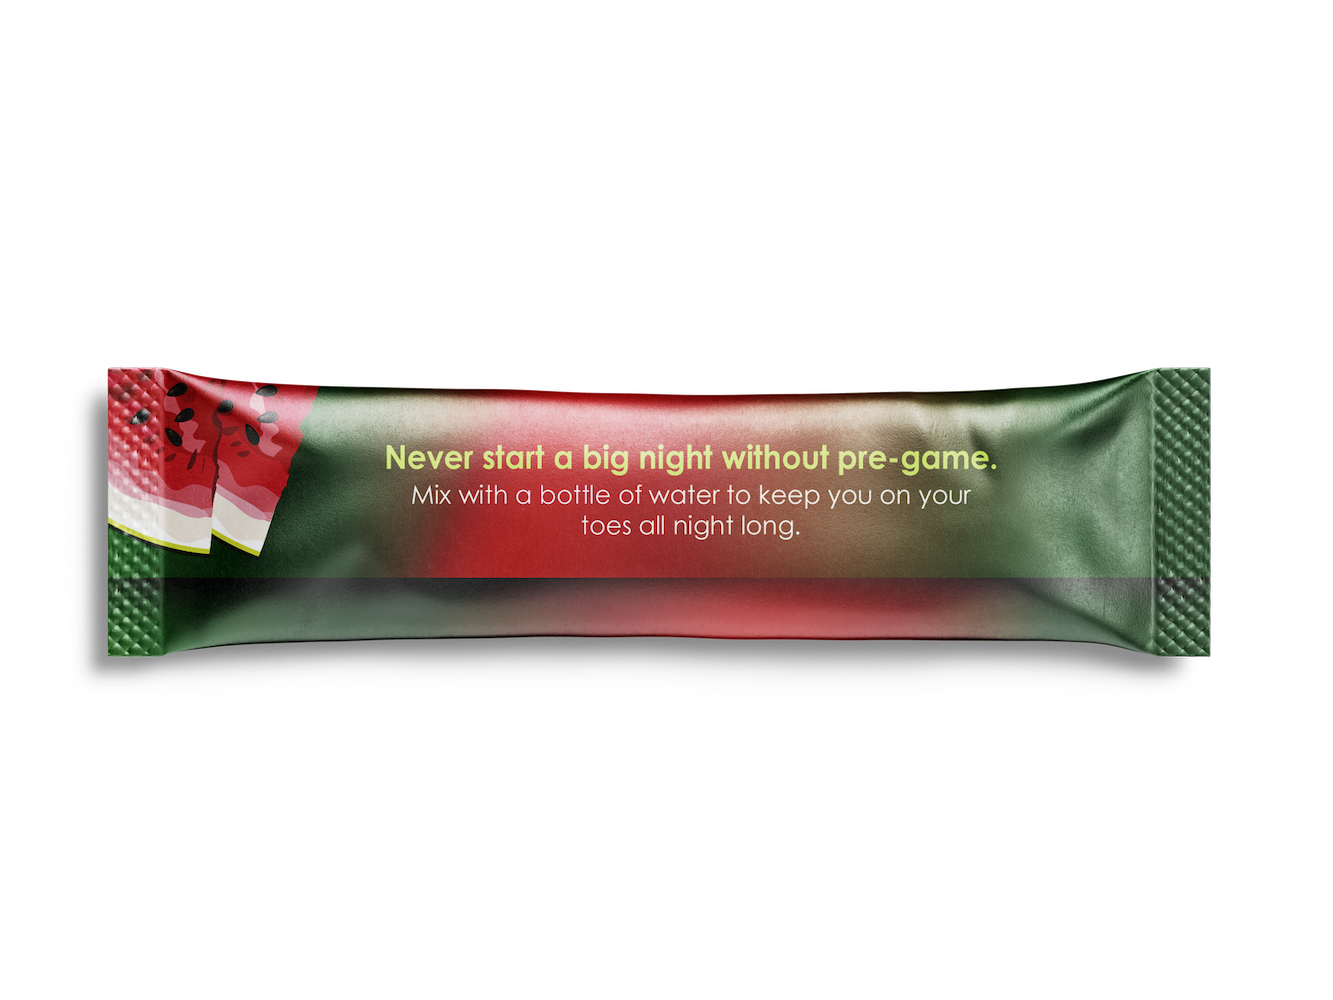 Never start a big night without pre-game.
Mix with a bottle of water to keep you on your
toes all night long.